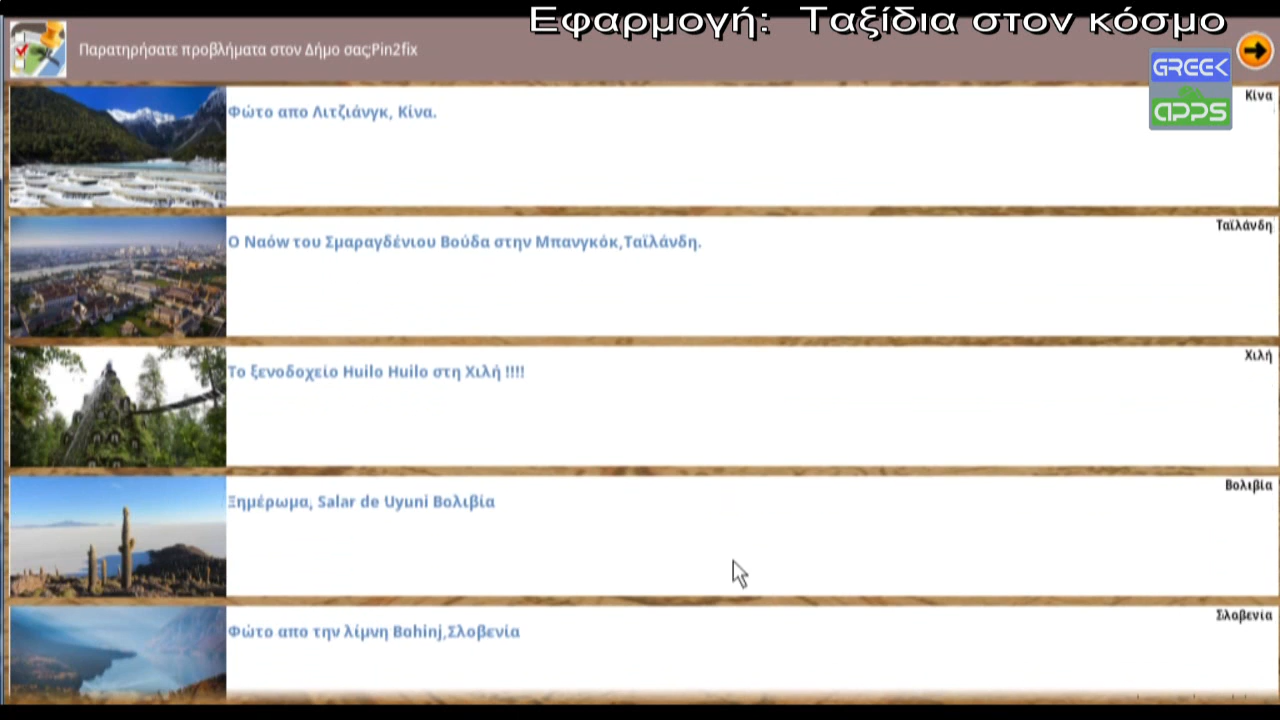 Εφαρμογή: Ταξίδια στον κόσμο
Παρατηρήσατε προβλήματα στον Δήμο σας;Pin2fix
GREEK
apps
Φώτο απο Λιτζιάνγκ, Κίνα.
Κίνα
Ο Ναόw του Σμαραγδένιου Βούδα στην Μπανγκόκ,Ταϊλάνδη.
Ταϊλάνδη
Το ξενοδοχείο Huilo Huilo στη Χιλή !!!!
Χιλή
Ξημέρωμα, Salar de Uyuni Βολιβία
Βολιβία
Φώτο απο την λίμνη Bohinj,Σλοβενία
Σλοβενία